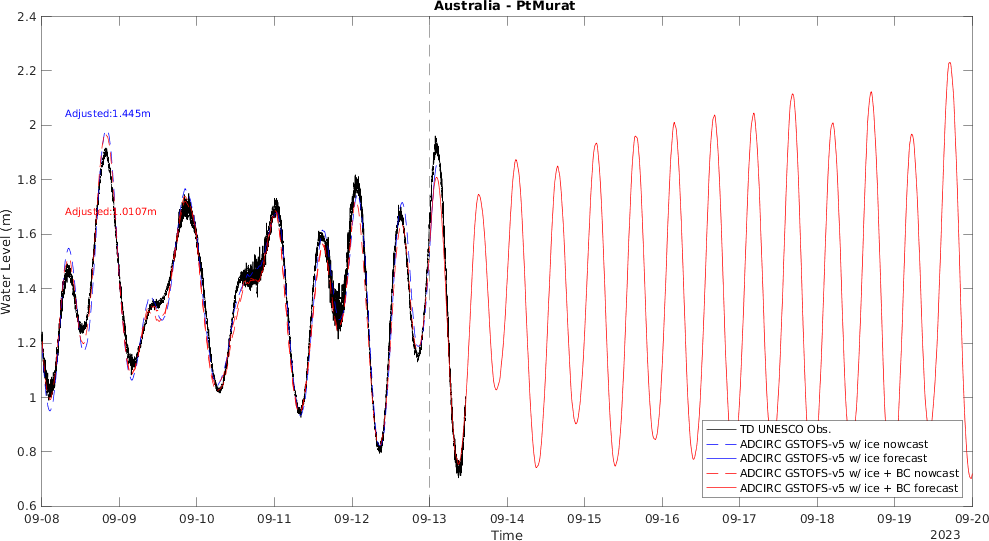 Australia - PtMurat
2.4
2.2
2
1.8
1.6
1.4
1.2
1
0.8
0.6
Water Level (m)
Adjusted:1.445m
Adjusted:1.0107m
TD UNESCO Obs.
ADCIRC GSTOFS-v5 w/ ice nowcast
ADCIRC GSTOFS-v5 w/ ice forecast
ADCIRC GSTOFS-v5 w/ ice + BC nowcast
ADCIRC GSTOFS-v5 w/ ice + BC forecast
09-08 09-09 09-10 09-11 09-12 09-13 09-14 09-15 09-16 09-17 09-18 09-19 09-20
Time
2023